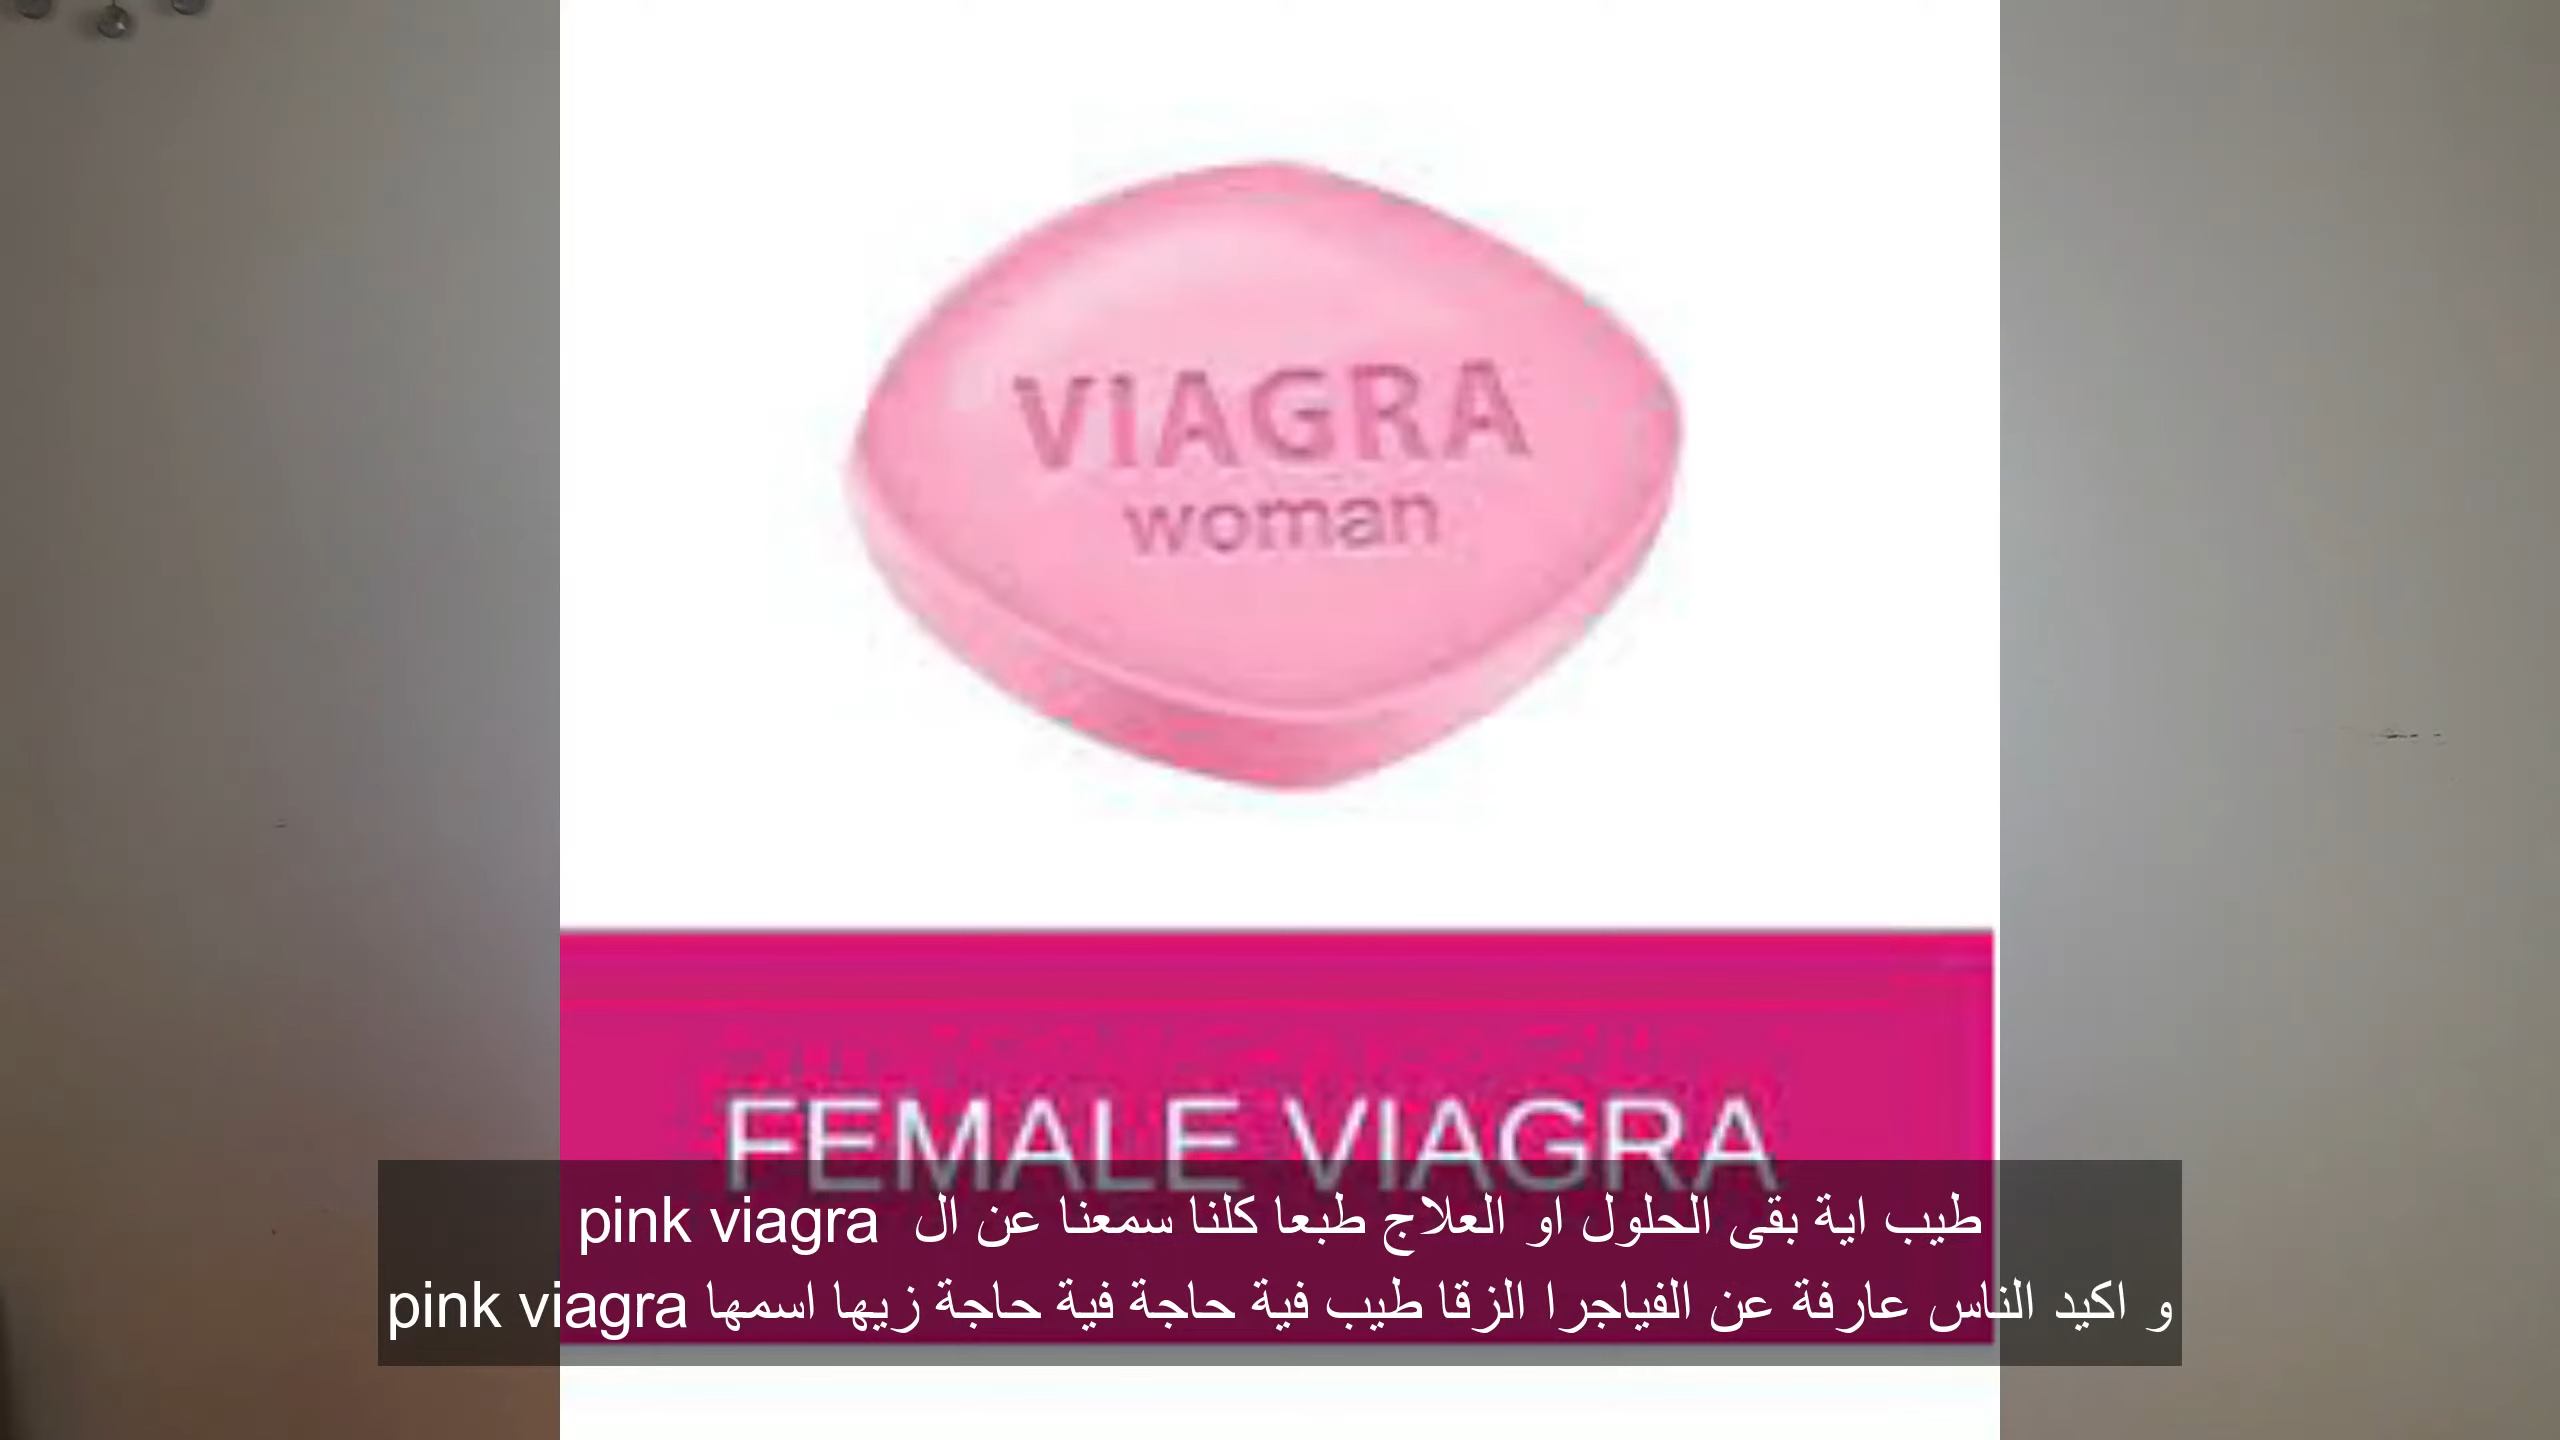 VIAGRA
woman
FEMALE VIAGRA
طيب اية بقى الحلول او العلاج طبعا كلنا سمعنا عن ال pink viagra
و اكيد الناس عارفة عن الفياجرا الزقا طيب فية حاجة فية حاجة زيها اسمها pink viagra